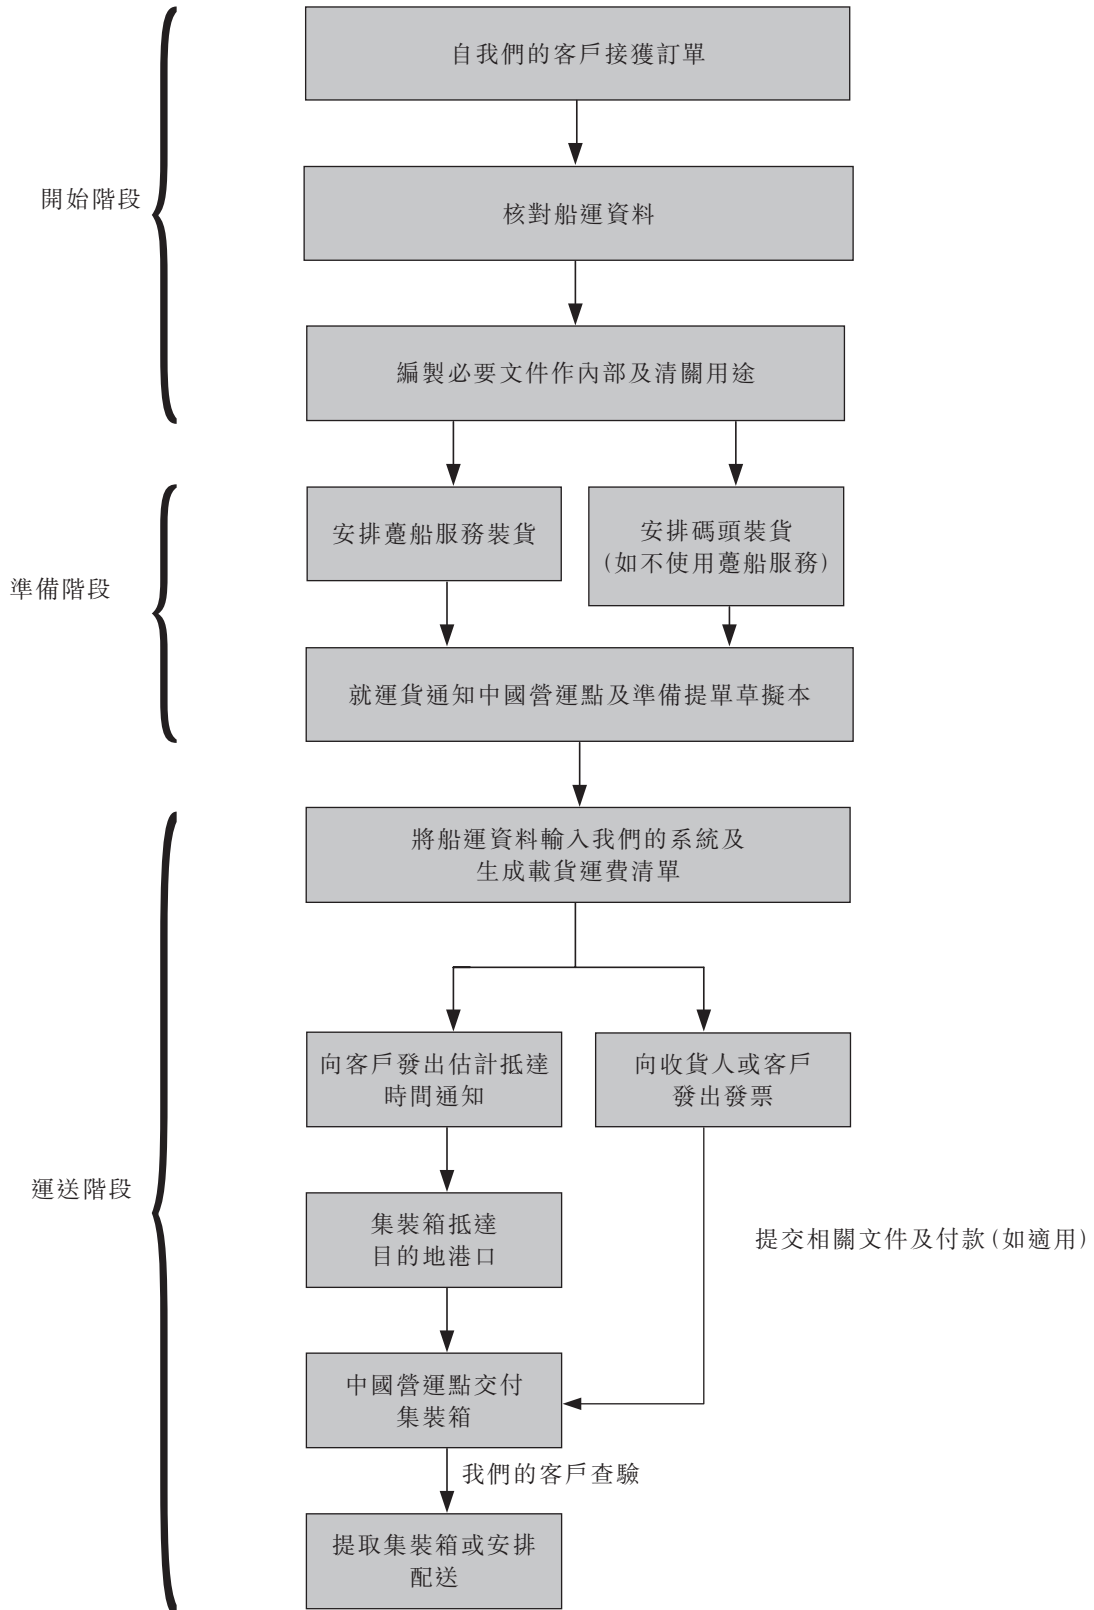 自我們的客戶接獲訂單
開始階段
核對船運資料
編製必要文件作內部及清關用途
安排躉船服務裝貨
安排碼頭裝貨
(如不使用躉船服務)
準備階段
就運貨通知中國營運點及準備提單草擬本
將船運資料輸入我們的系統及
生成載貨運費清單
向客戶發出估計抵達
時間通知
向收貨人或客戶
發出發票
運送階段
集裝箱抵達
目的地港口
提交相關文件及付款(如適用)
中國營運點交付
集裝箱
我們的客戶查驗
提取集裝箱或安排
配送